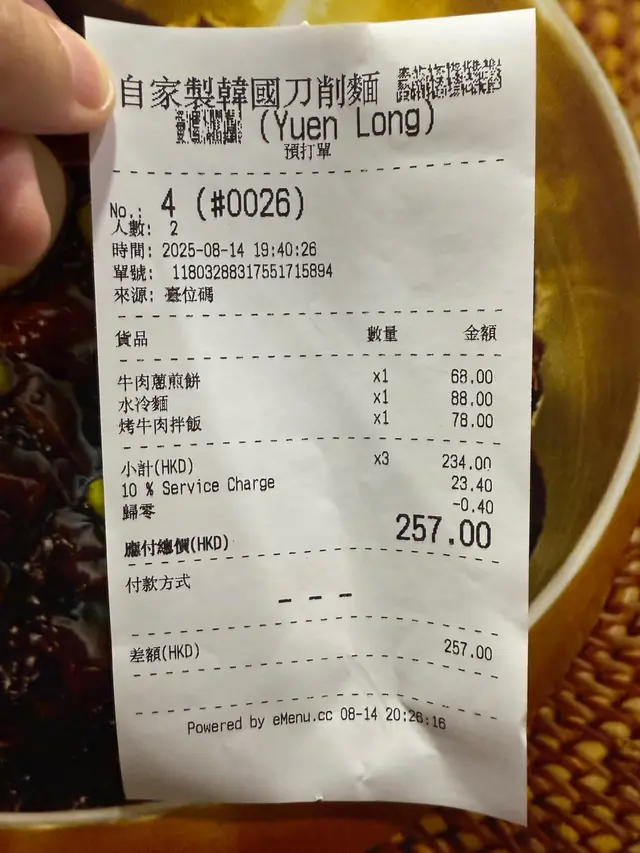 自家製韓國刀削麵
(Yuen Long)
預打單
No.: 4 (#0026)
人數: 2
時間: 2025-08-14 19:40:26
單號: 11803288317551715894
來源: 臺位碼
貨品 數量 金額
牛肉蔥煎餅 x1 68.00
水冷麵 x1 88.00
烤牛肉拌飯 x1 78.00
小計(HKD) x3 234.00
10 % Service Charge 23.40
歸零 -0.40
應付總價(HKD) 257.00
付款方式
---
差額(HKD) 257.00
Powered by eMenu.cc 08-14 20:26:16